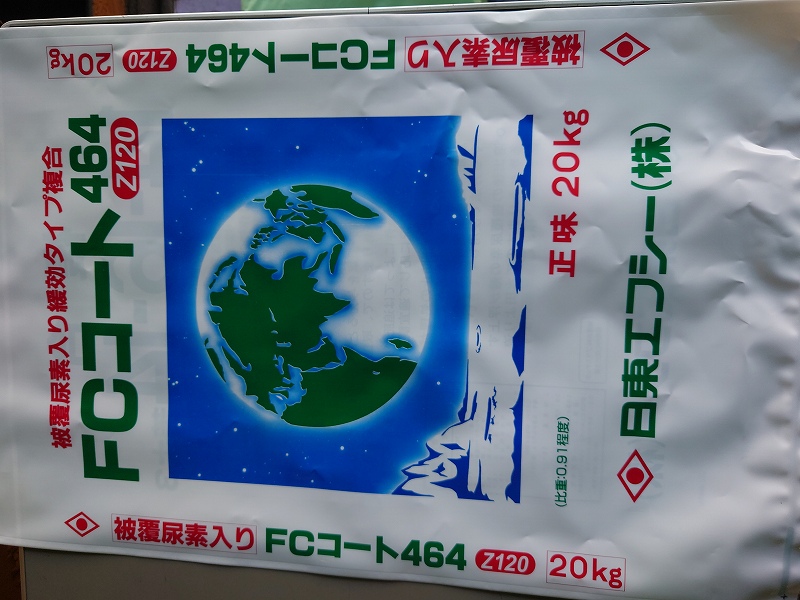 被覆尿素入り緩効タイプ複合
FCコート464
Z120
(比重:0.91程度)
正味 20kg
日東エフシー(株)
被覆尿素入り FCコート464 Z120 20kg
被覆尿素入り FCコート464 Z120 20kg